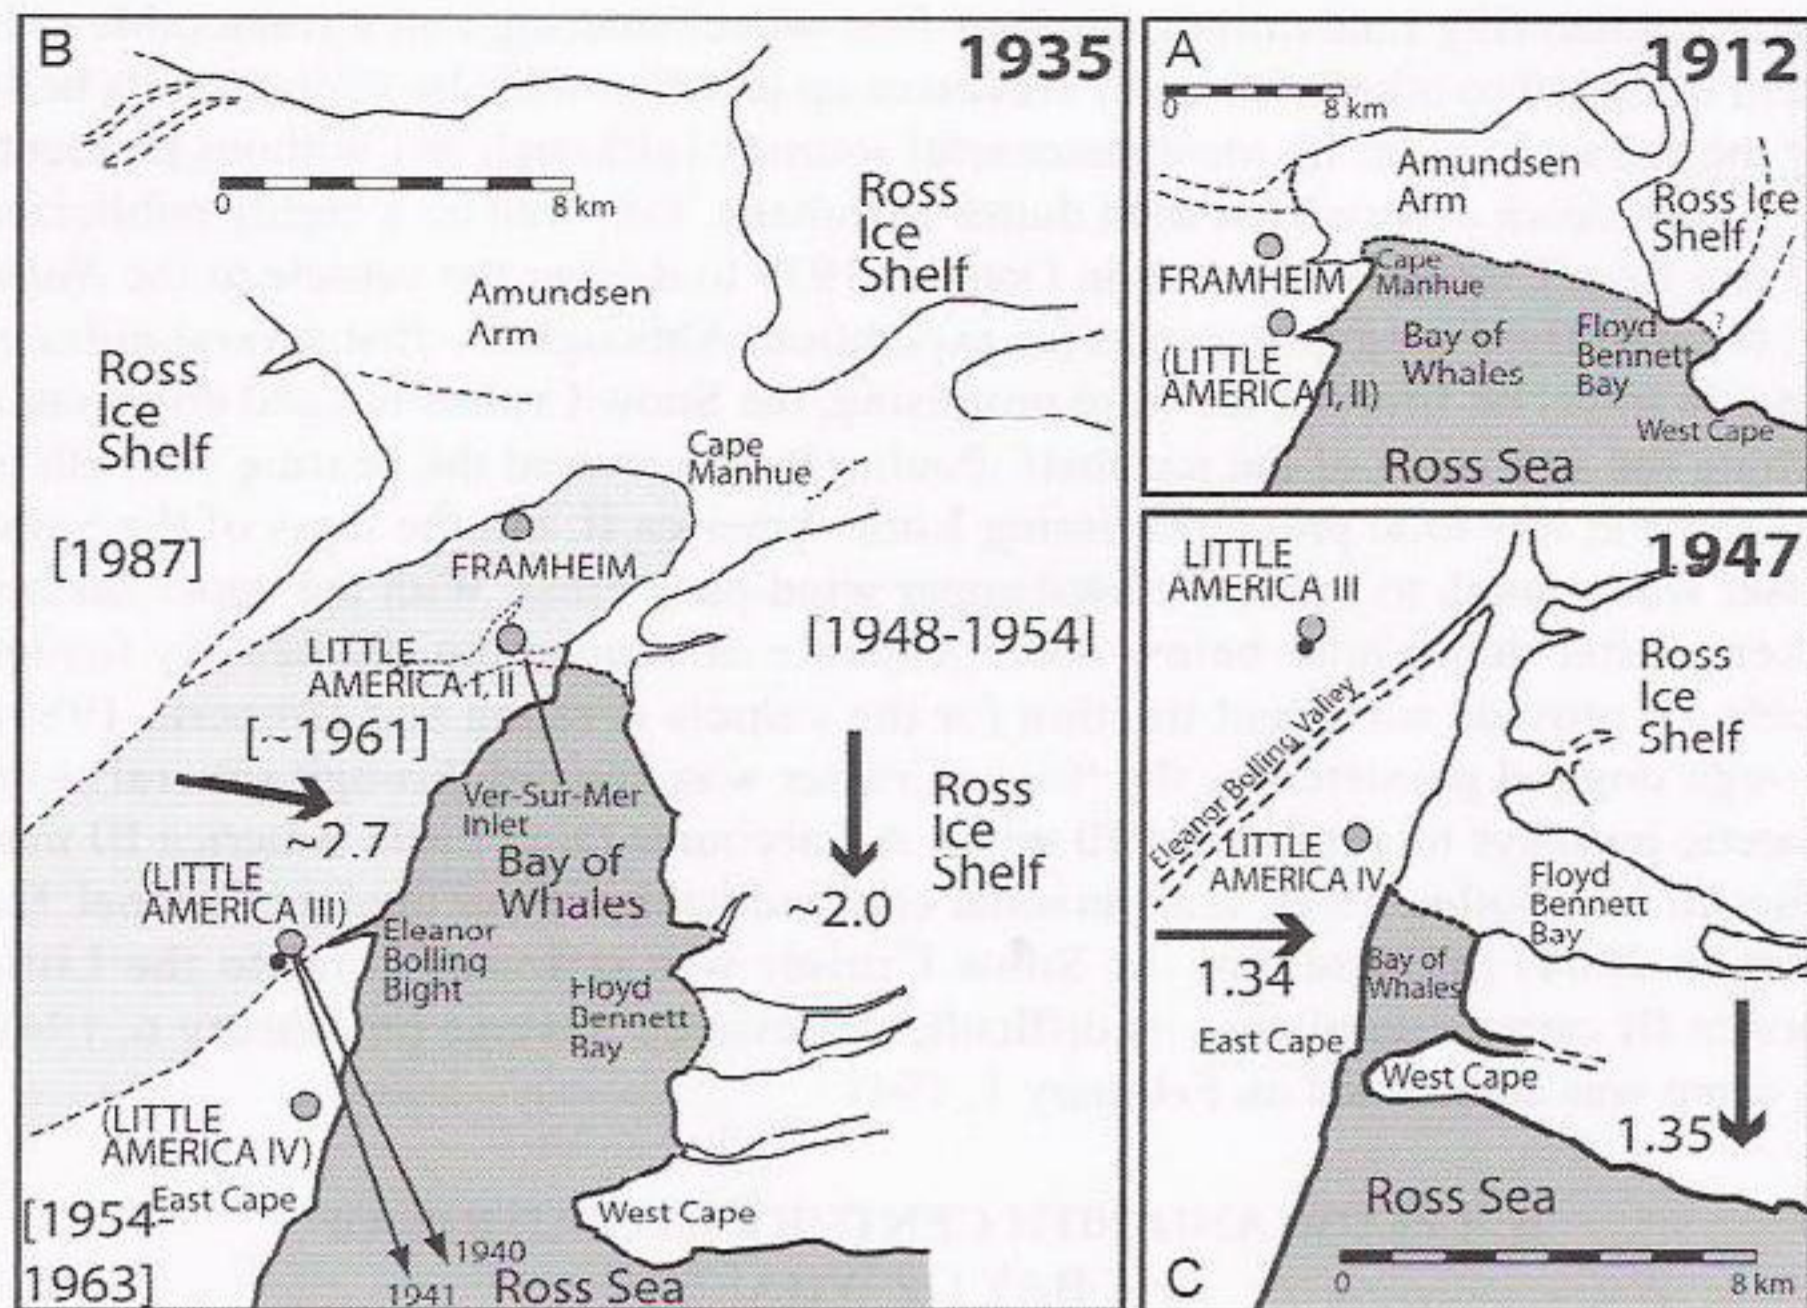 B
1935
0
8 km
Ross
Ice
Shelf
Amundsen
Arm
Ross
Ice
Shelf
Cape
Manhue
[1987]
FRAMHEIM
[1948-1954]
LITTLE
AMERICA I, II
[~1961]
~2.7
Ver-Sur-Mer
Inlet
Bay of
Whales
Ross
Ice
Shelf
~2.0
(LITTLE
AMERICA III)
Eleanor
Bolling
Bight
Floyd
Bennett
Bay
(LITTLE
AMERICA IV)
East Cape
West Cape
[1954-
1963]
1940
1941
Ross Sea
A
1912
0
8 km
Amundsen
Arm
Ross Ice
Shelf
FRAMHEIM
Cape
Manhue
(LITTLE
AMERICA I, II)
Bay of
Whales
Floyd
Bennett
Bay
?
West Cape
Ross Sea
1947
LITTLE
AMERICA III
Ross
Ice
Shelf
Eleanor Bolling Valley
LITTLE
AMERICA IV
Floyd
Bennett
Bay
1.34
Bay of
Whales
East Cape
West Cape
1.35
Ross Sea
C
0
8 km